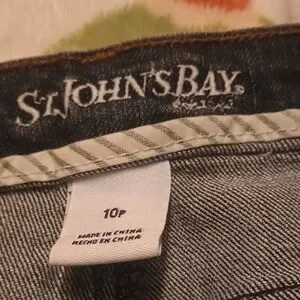 ST. JOHN'S BAY®
10P
MADE IN CHINA
HECHO EN CHINA